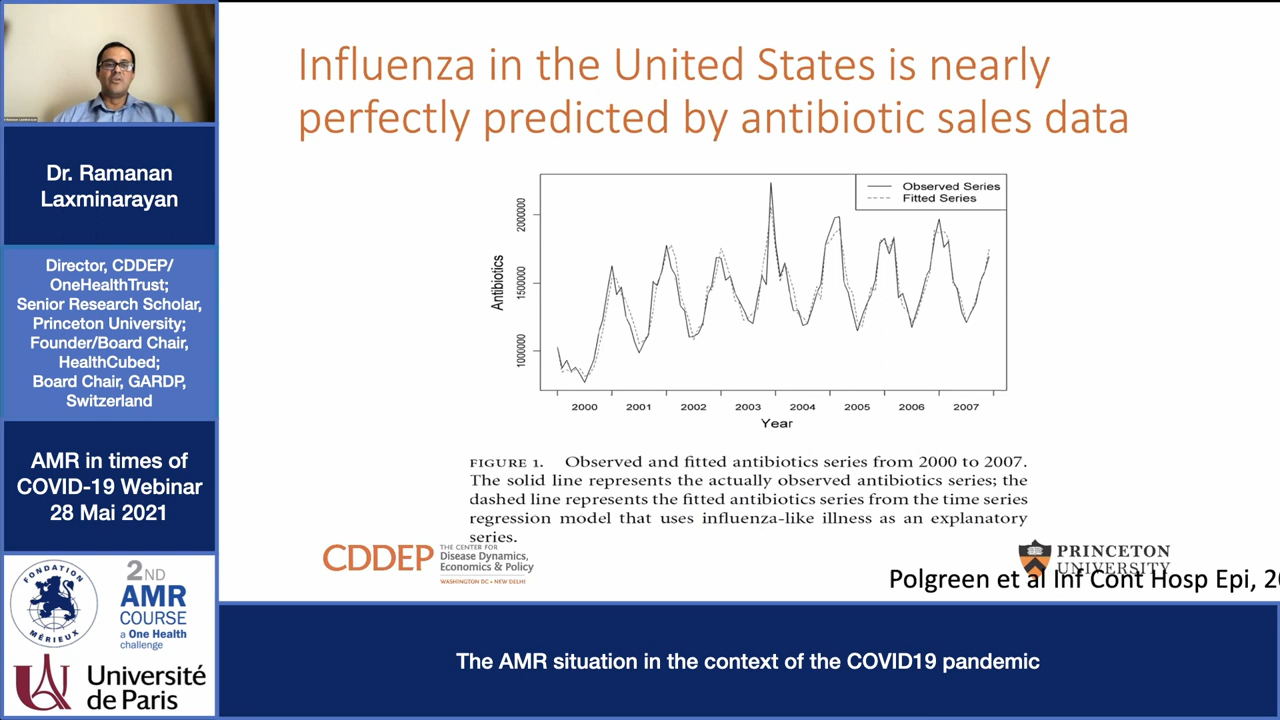 Influenza in the United States is nearly
perfectly predicted by antibiotic sales data
Dr. Ramanan
Laxminarayan
Director, CDDEP/
OneHealthTrust;
Senior Research Scholar,
Princeton University;
Founder/Board Chair,
HealthCubed;
Board Chair, GARDP,
Switzerland
AMR in times of
COVID-19 Webinar
28 Mai 2021
FONDATION
MÉRIEUX
2ND
AMR
COURSE
a One Health
challenge
Université
de Paris
Observed Series
Fitted Series
Antibiotics
2000000
1500000
1000000
2000 2001 2002 2003 2004 2005 2006 2007
Year
FIGURE 1. Observed and fitted antibiotics series from 2000 to 2007.
The solid line represents the actually observed antibiotics series; the
dashed line represents the fitted antibiotics series from the time series
regression model that uses influenza-like illness as an explanatory
series.
CDDEP
THE CENTER FOR
Disease Dynamics,
Economics & Policy
WASHINGTON DC • NEW DELHI
PRINCETON
UNIVERSITY
Polgreen et al Inf Cont Hosp Epi, 20
The AMR situation in the context of the COVID19 pandemic